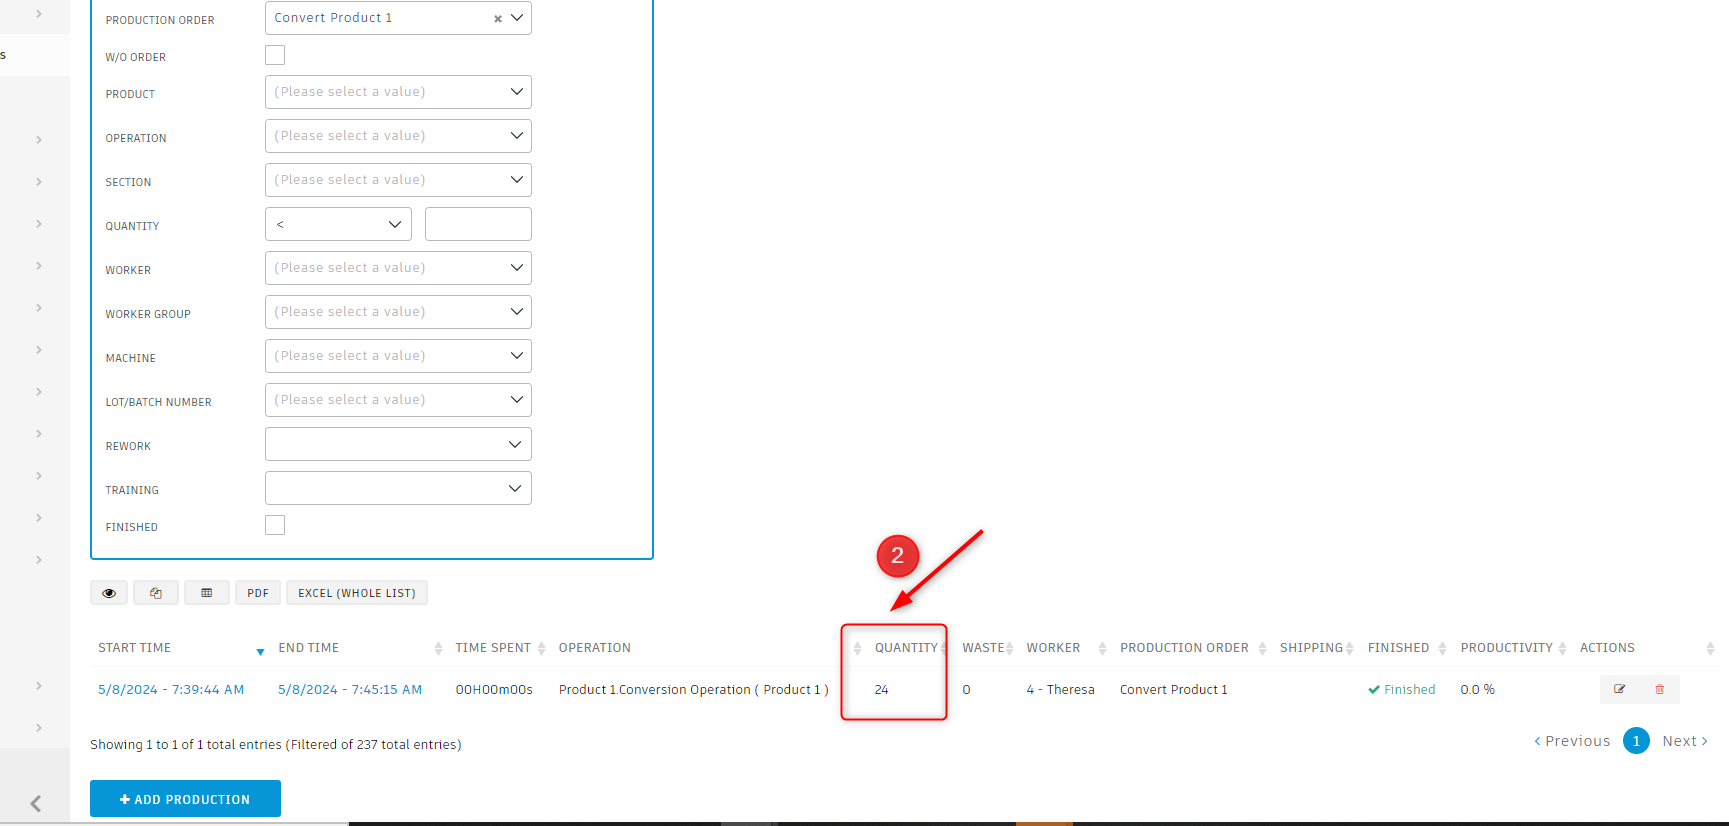 PRODUCTION ORDER Convert Product 1 ×
s
W/O ORDER
PRODUCT (Please select a value)
OPERATION (Please select a value)
SECTION (Please select a value)
QUANTITY <
WORKER (Please select a value)
WORKER GROUP (Please select a value)
MACHINE (Please select a value)
LOT/BATCH NUMBER (Please select a value)
REWORK
TRAINING
FINISHED
2
PDF EXCEL (WHOLE LIST)
START TIME END TIME TIME SPENT OPERATION QUANTITY WASTE WORKER PRODUCTION ORDER SHIPPING FINISHED PRODUCTIVITY ACTIONS
5/8/2024 - 7:39:44 AM 5/8/2024 - 7:45:15 AM 00H00m00s Product 1.Conversion Operation ( Product 1 ) 24 0 4 - Theresa Convert Product 1 Finished 0.0 %
Showing 1 to 1 of 1 total entries (Filtered of 237 total entries)
Previous 1 Next
ADD PRODUCTION